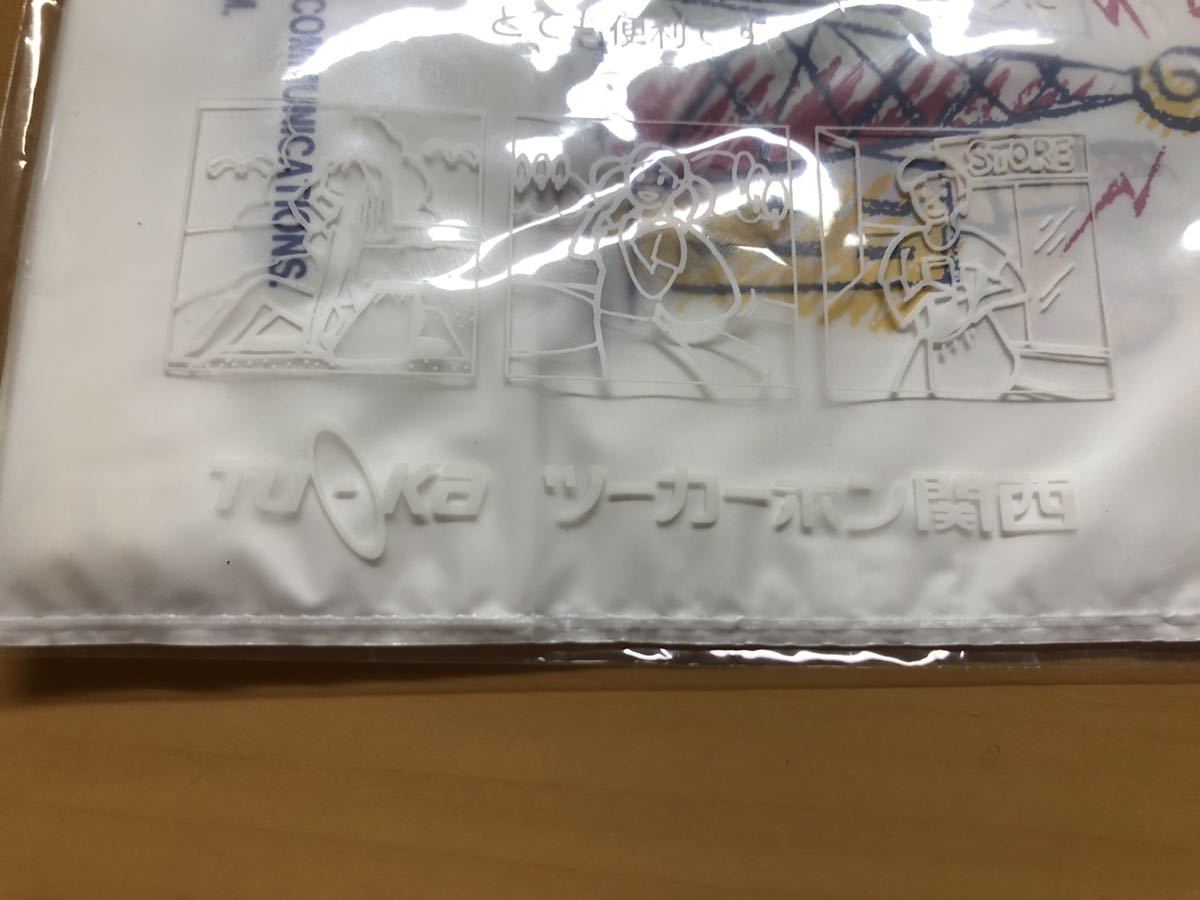 とても便利です。
COMMUNICATIONS.
STORE
TU-KA ツーカーホン関西